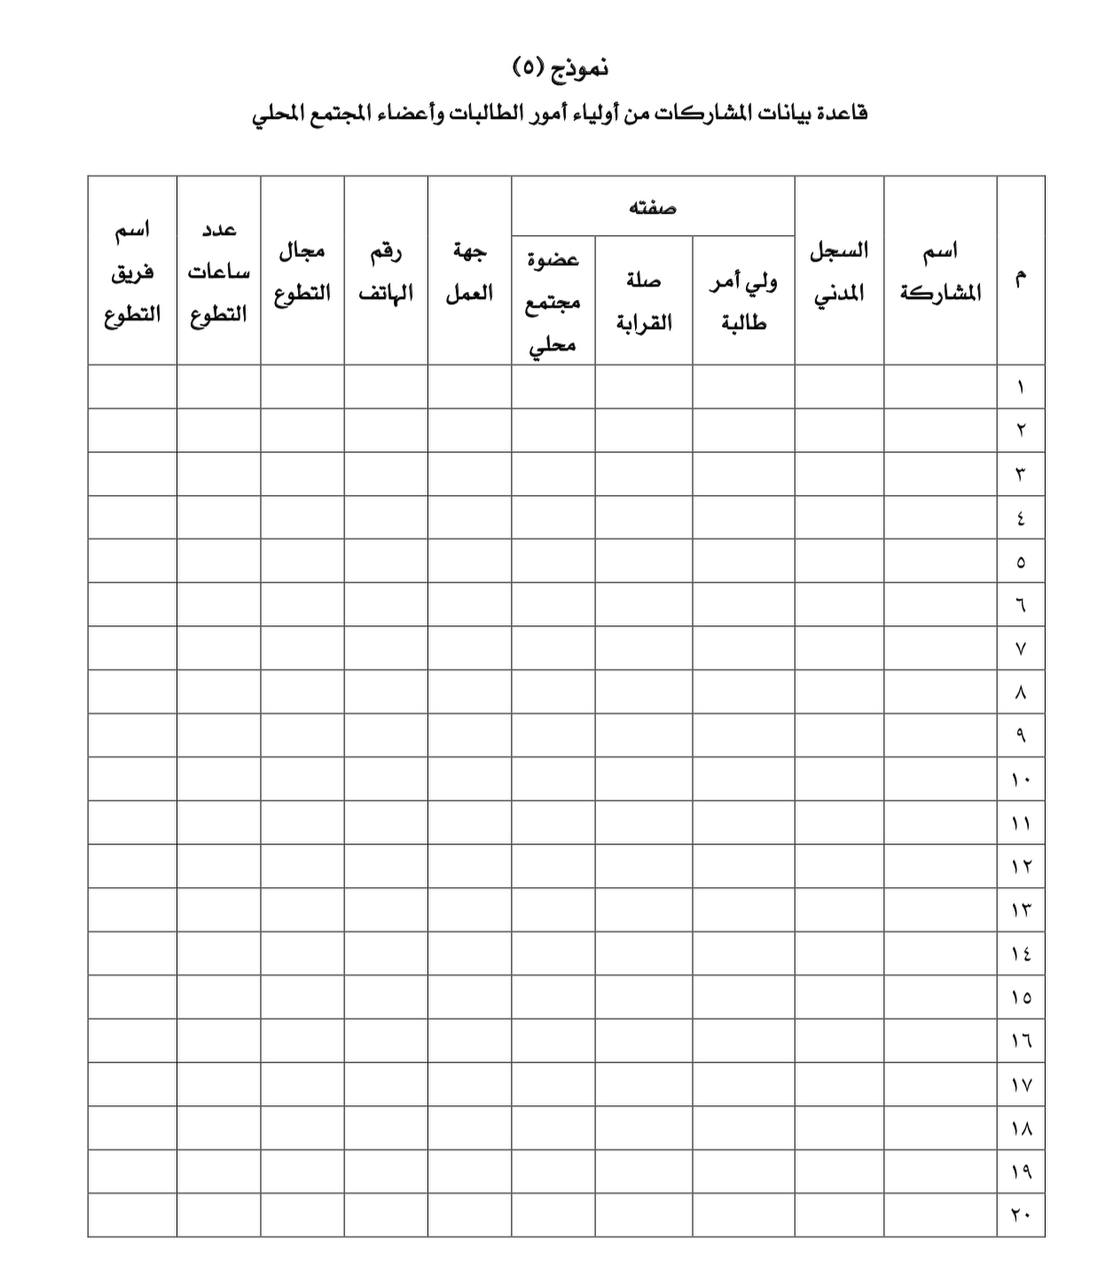 نموذج (٥)
قاعدة بيانات المشاركات من أولياء أمور الطالبات وأعضاء المجتمع المحلي
م
اسم
المشاركة
السجل
المدني
صفته
ولي أمر
طالبة
صلة
القرابة
عضوة
مجتمع
محلي
جهة
العمل
رقم
الهاتف
مجال
التطوع
عدد
ساعات
التطوع
اسم
فريق
التطوع
١
٢
٣
٤
٥
٦
٧
٨
٩
١٠
١١
١٢
١٣
١٤
١٥
١٦
١٧
١٨
١٩
٢٠